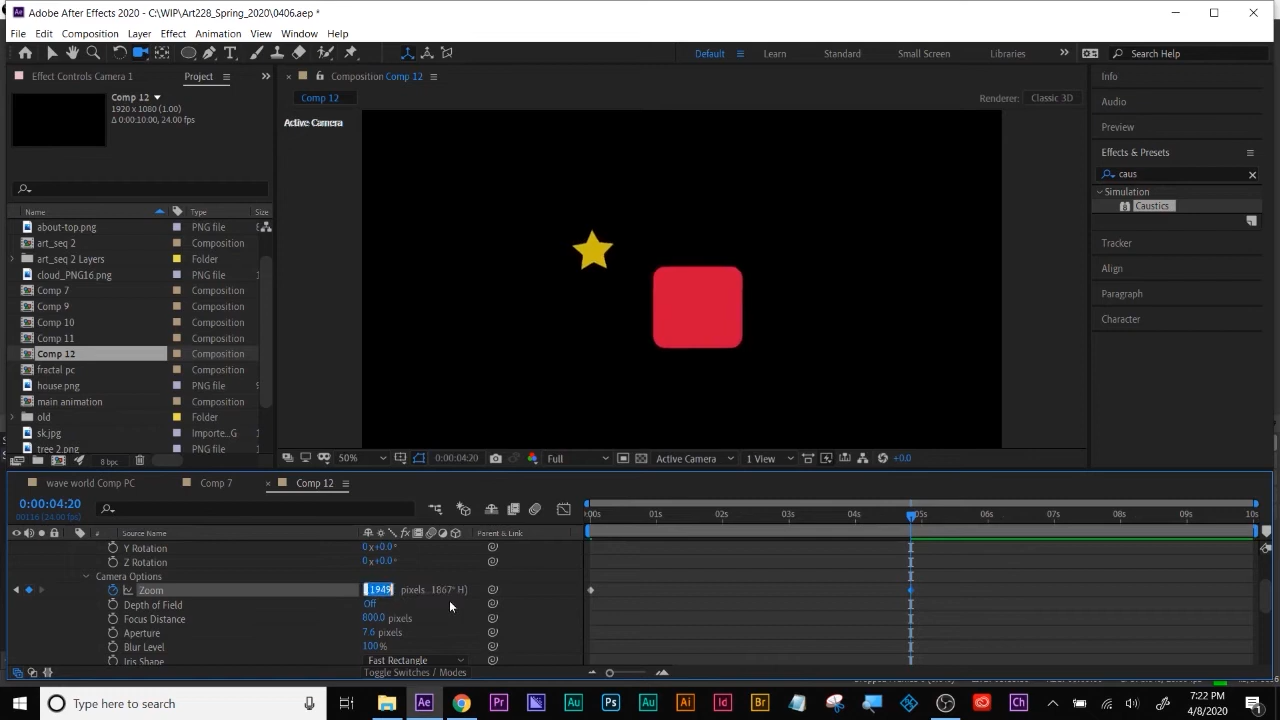 Adobe After Effects 2020 - C:\WIP\Art228_Spring_2020\0406.aep *
File Edit Composition Layer Effect Animation View Window Help
Default Learn Standard Small Screen Libraries Search Help
Effect Controls Camera 1 Project
Composition Comp 12
Info
Comp 12
1920 x 1080 (1.00)
Δ 0:00:10:00, 24.00 fps
Comp 12
Renderer: Classic 3D
Audio
Active Camera
Preview
Effects & Presets
caus
Simulation
Caustics
Tracker
Align
Paragraph
Character
Name Type Size
about-top.png PNG file
art_seq 2 Composition
art_seq 2 Layers Folder
cloud_PNG16.png PNG file
Comp 7 Composition
Comp 9 Composition
Comp 10 Composition
Comp 11 Composition
Comp 12 Composition
fractal pc Composition
house.png PNG file
main animation Composition
old Folder
sk.jpg Importe...G
tree 2.png PNG file
8 bpc
50% 0:00:04:20 Full Active Camera 1 View +0.0
wave world Comp PC Comp 7 Comp 12
0:00:04:20
00116 (24.00 fps)
:00s 01s 02s 03s 04s 05s 06s 07s 08s 09s 10s
Source Name Parent & Link
Y Rotation 0 x+0.0°
Z Rotation 0 x+0.0°
Camera Options
Zoom 1949 pixels...1867° H)
Depth of Field Off
Focus Distance 800.0 pixels
Aperture 7.6 pixels
Blur Level 100%
Iris Shape Fast Rectangle
Toggle Switches / Modes
Type here to search
7:22 PM
4/8/2020